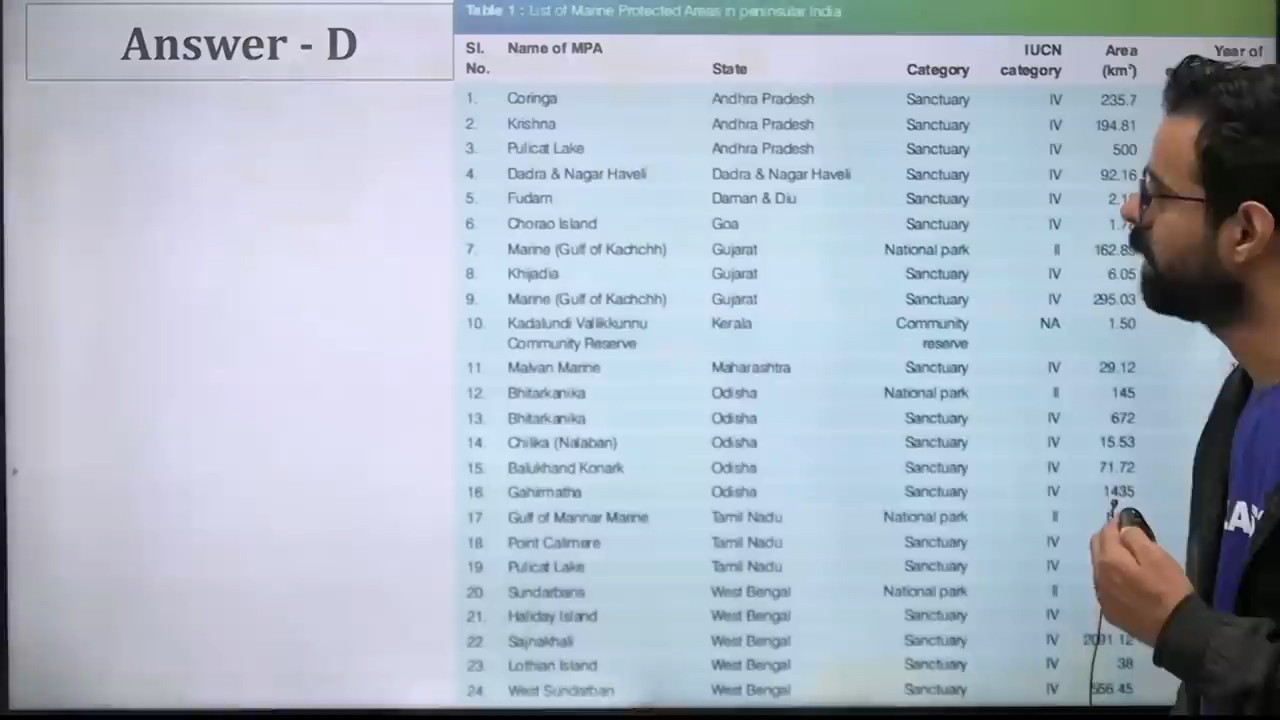 Answer - D
Table 1 : List of Marine Protected Areas in peninsular India
Sl. No. Name of MPA State Category IUCN category Area (km²) Year of
1. Coringa Andhra Pradesh Sanctuary IV 235.7
2. Krishna Andhra Pradesh Sanctuary IV 194.81
3. Pulicat Lake Andhra Pradesh Sanctuary IV 500
4. Dadra & Nagar Haveli Dadra & Nagar Haveli Sanctuary IV 92.16
5. Fudam Daman & Diu Sanctuary IV
6. Chorao Island Goa Sanctuary IV
7. Marine (Gulf of Kachchh) Gujarat National park II
8. Khijadia Gujarat Sanctuary IV 6.05
9. Marine (Gulf of Kachchh) Gujarat Sanctuary IV 295.03
10. Kadalundi Vallikkunnu Kerala Community NA 1.50
Community Reserve reserve
11 Malvan Marine Maharashtra Sanctuary IV 29.12
12. Bhitarkanika Odisha National park II 145
13. Bhitarkanika Odisha Sanctuary IV 672
14. Chilika (Nalaban) Odisha Sanctuary IV 15.53
15. Balukhand Konark Odisha Sanctuary IV 71.72
16 Gahirmatha Odisha Sanctuary IV 1435
17 Gulf of Mannar Marine Tamil Nadu National park II
18 Point Calimere Tamil Nadu Sanctuary IV
19 Pulicat Lake Tamil Nadu Sanctuary IV
20 Sundarbans West Bengal National park II
21. Haliday Island West Bengal Sanctuary IV
22 Sajnakhali West Bengal Sanctuary IV 2091.12
23. Lothian Island West Bengal Sanctuary IV 38
24. West Sundarban West Bengal Sanctuary IV 556.45